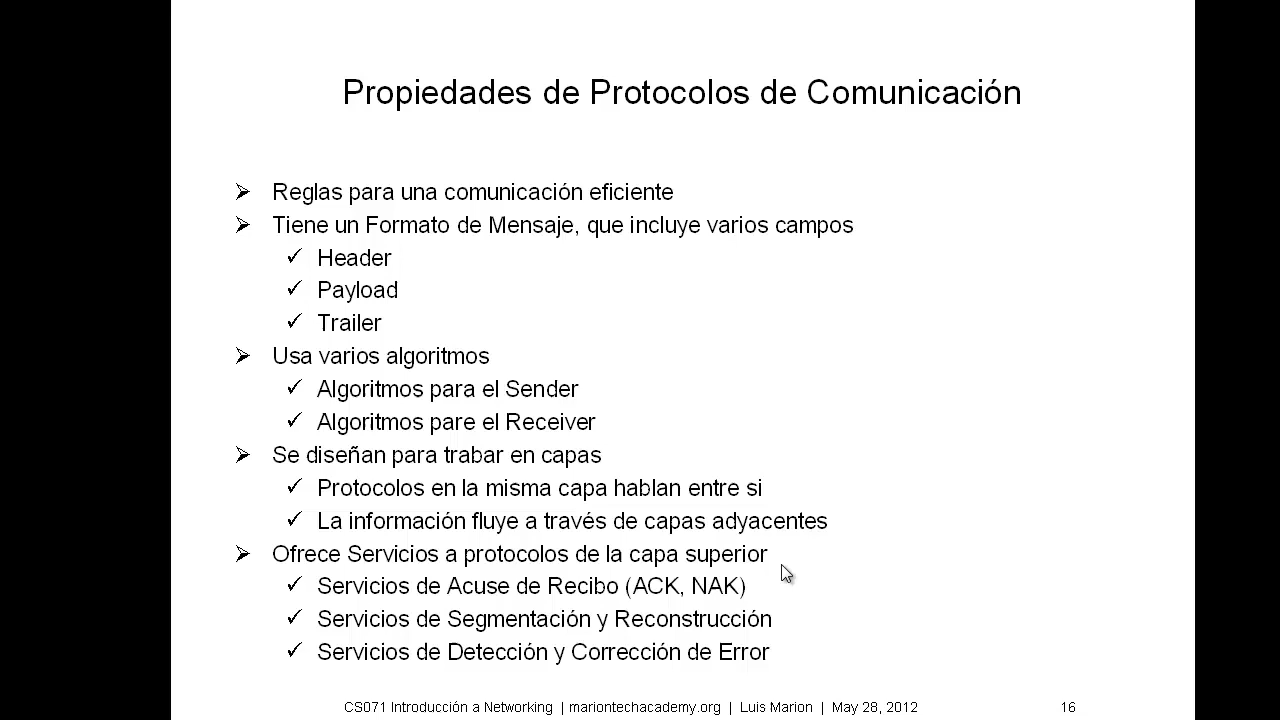 Propiedades de Protocolos de Comunicación
Reglas para una comunicación eficiente
Tiene un Formato de Mensaje, que incluye varios campos
Header
Payload
Trailer
Usa varios algoritmos
Algoritmos para el Sender
Algoritmos pare el Receiver
Se diseñan para trabar en capas
Protocolos en la misma capa hablan entre si
La información fluye a través de capas adyacentes
Ofrece Servicios a protocolos de la capa superior
Servicios de Acuse de Recibo (ACK, NAK)
Servicios de Segmentación y Reconstrucción
Servicios de Detección y Corrección de Error
CS071 Introducción a Networking | mariontechacademy.org | Luis Marion | May 28, 2012 16